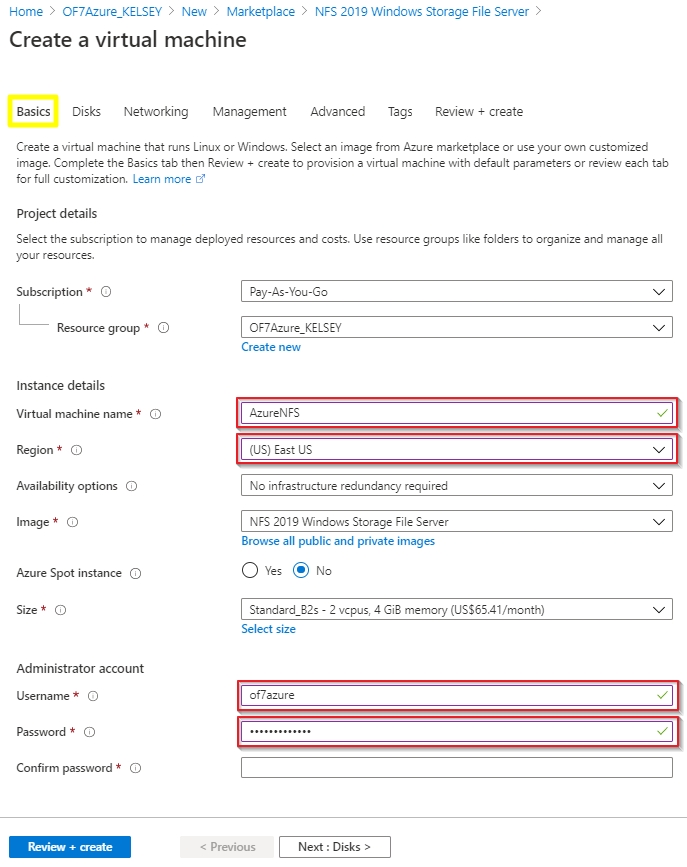 Home > OF7Azure_KELSEY > New > Marketplace > NFS 2019 Windows Storage File Server >
Create a virtual machine
Basics Disks Networking Management Advanced Tags Review + create
Create a virtual machine that runs Linux or Windows. Select an image from Azure marketplace or use your own customized
image. Complete the Basics tab then Review + create to provision a virtual machine with default parameters or review each tab
for full customization. Learn more
Project details
Select the subscription to manage deployed resources and costs. Use resource groups like folders to organize and manage all
your resources.
Subscription * Pay-As-You-Go
Resource group * OF7Azure_KELSEY
Create new
Instance details
Virtual machine name * AzureNFS
Region * (US) East US
Availability options No infrastructure redundancy required
Image * NFS 2019 Windows Storage File Server
Browse all public and private images
Azure Spot instance Yes No
Size * Standard_B2s - 2 vcpus, 4 GiB memory (US$65.41/month)
Select size
Administrator account
Username * of7azure
Password * •••••••••••••
Confirm password *
Review + create < Previous Next : Disks >